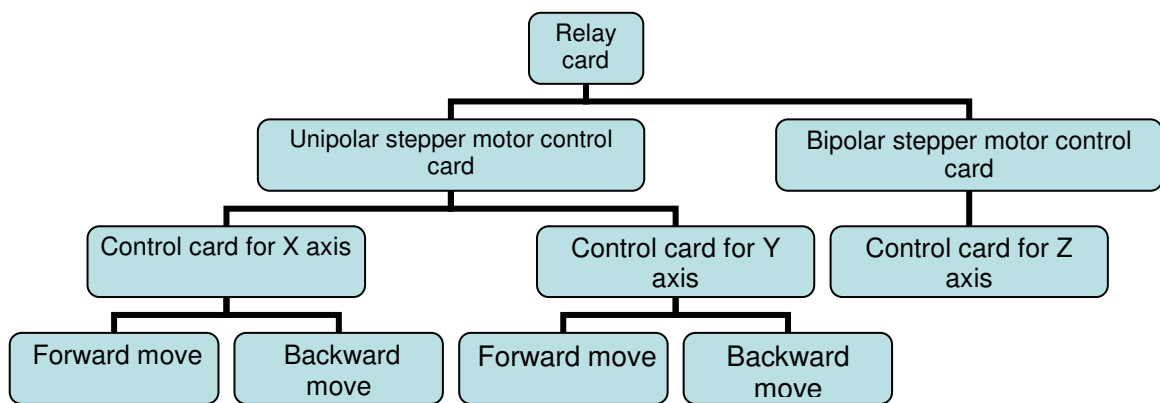 Relay
card
Unipolar stepper motor control
card
Bipolar stepper motor control
card
Control card for X axis
Control card for Y
axis
Control card for Z
axis
Forward move
Backward
move
Forward move
Backward
move